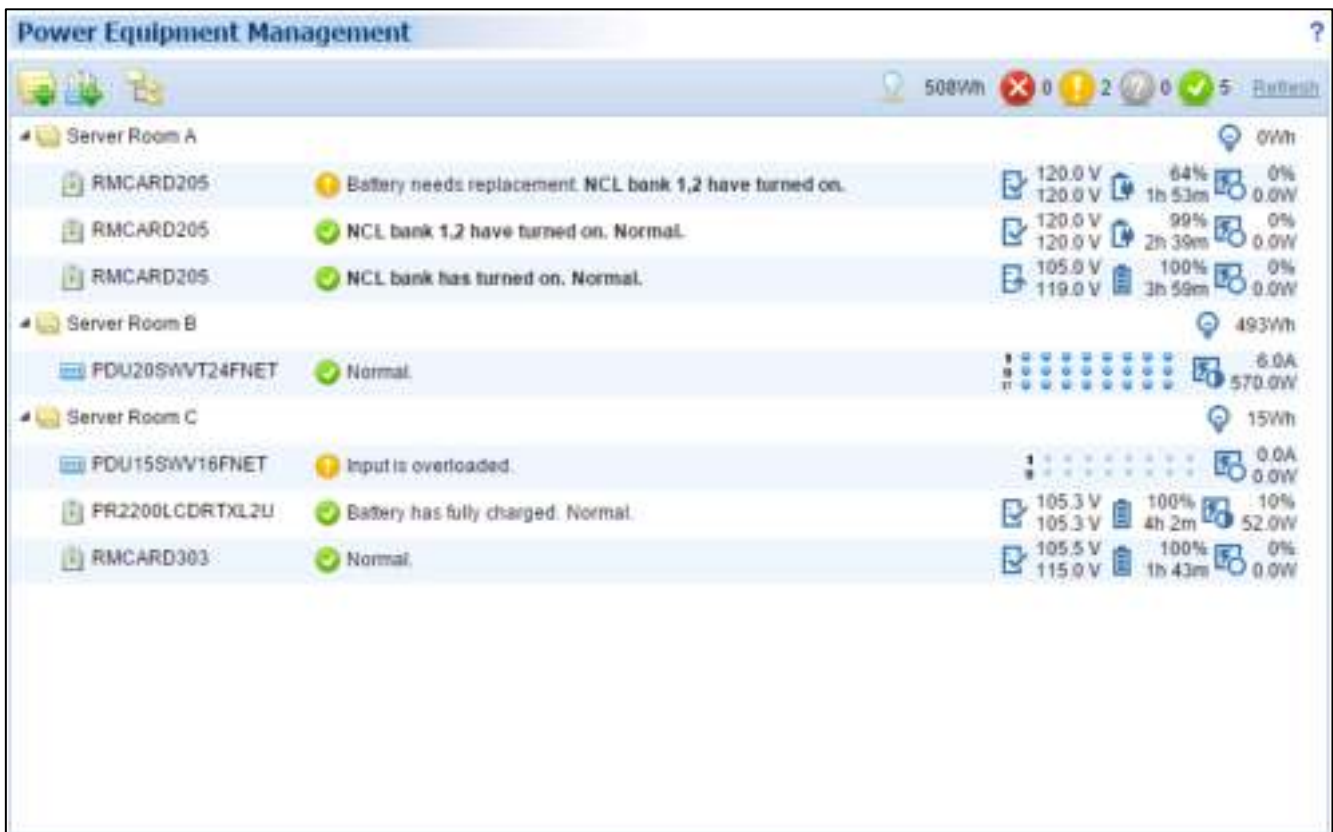 Power Equipment Management ?
508Wh 0 2 0 5 Refresh
Server Room A 0Wh
RMCARD205 Battery needs replacement. NCL bank 1,2 have turned on. 120.0 V 64% 0%
120.0 V 1h 53m 0.0W
RMCARD205 NCL bank 1,2 have turned on. Normal. 120.0 V 99% 0%
120.0 V 2h 39m 0.0W
RMCARD205 NCL bank has turned on. Normal. 105.0 V 100% 0%
119.0 V 3h 59m 0.0W
Server Room B 493Wh
PDU20SWVT24FNET Normal. 6.0A
570.0W
Server Room C 15Wh
PDU15SWV16FNET Input is overloaded. 1 0.0A
9 0.0W
PR2200LCDRTXL2U Battery has fully charged. Normal. 105.3 V 100% 10%
105.3 V 4h 2m 52.0W
RMCARD303 Normal. 105.5 V 100% 0%
115.0 V 1h 43m 0.0W